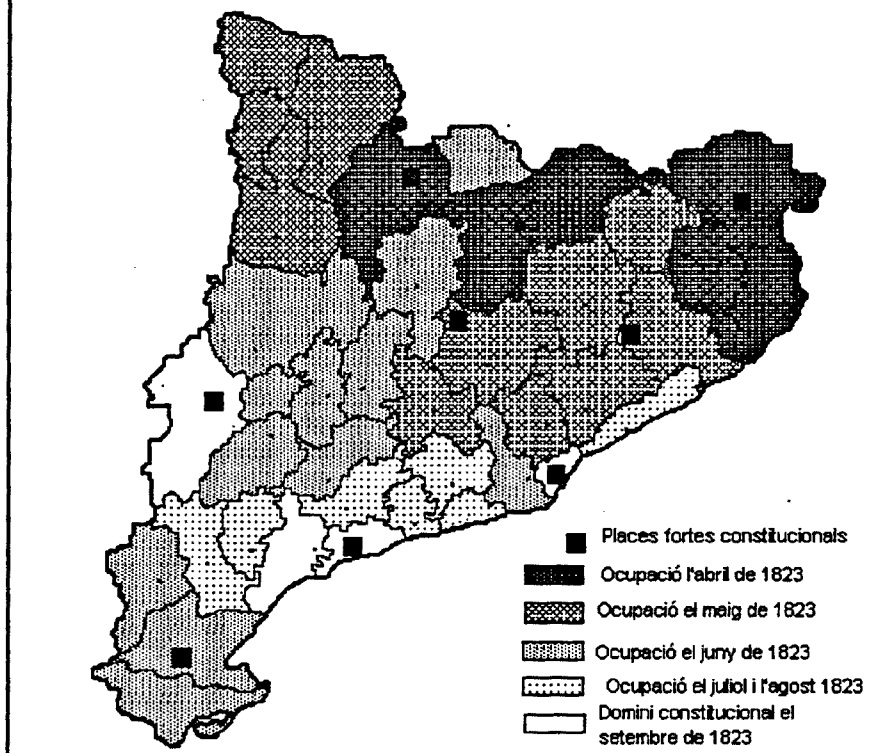 Places fortes constitucionals
Ocupació l'abril de 1823
Ocupació el maig de 1823
Ocupació el juny de 1823
Ocupació el juliol i l'agost 1823
Domini constitucional el
setembre de 1823